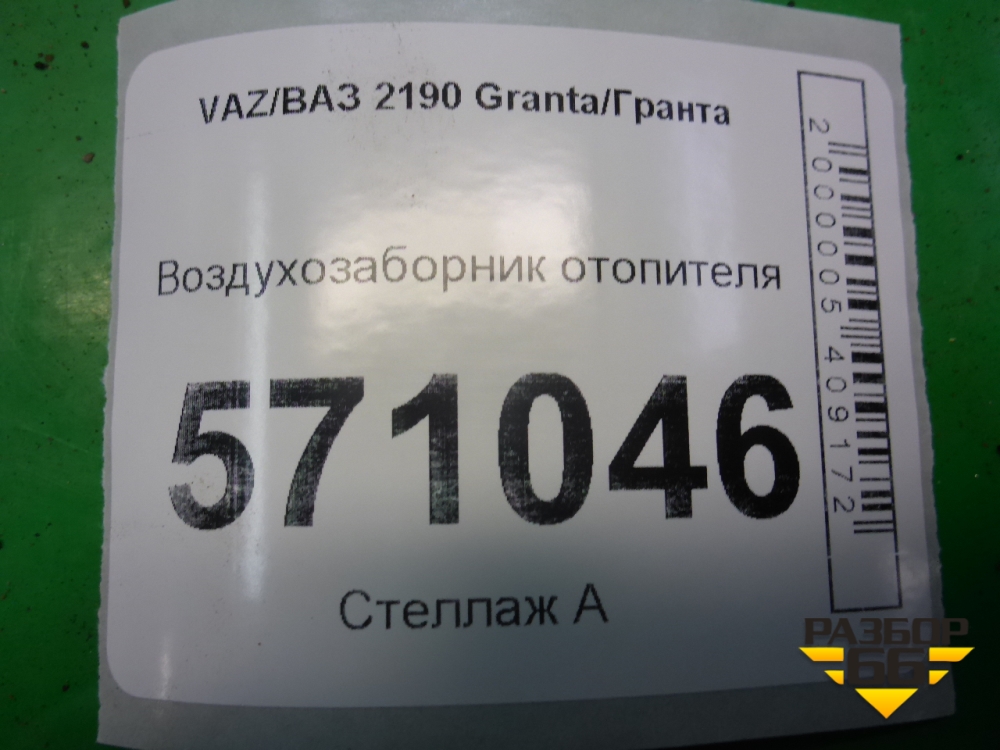 VAZ/ВАЗ 2190 Granta/Гранта
Воздухозаборник отопителя
571046
Стеллаж А
2000005409172
РАЗБОР
66